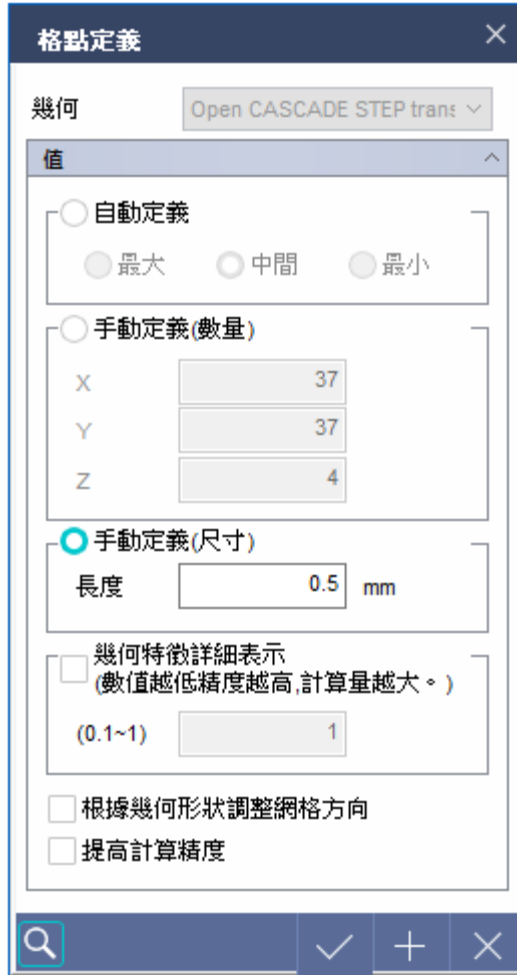 格點定義
幾何 Open CASCADE STEP trans
值
自動定義
最大 中間 最小
手動定義(數量)
X 37
Y 37
Z 4
手動定義(尺寸)
長度 0.5 mm
幾何特徵詳細表示
(數值越低精度越高,計算量越大。)
(0.1~1) 1
根據幾何形狀調整網格方向
提高計算精度